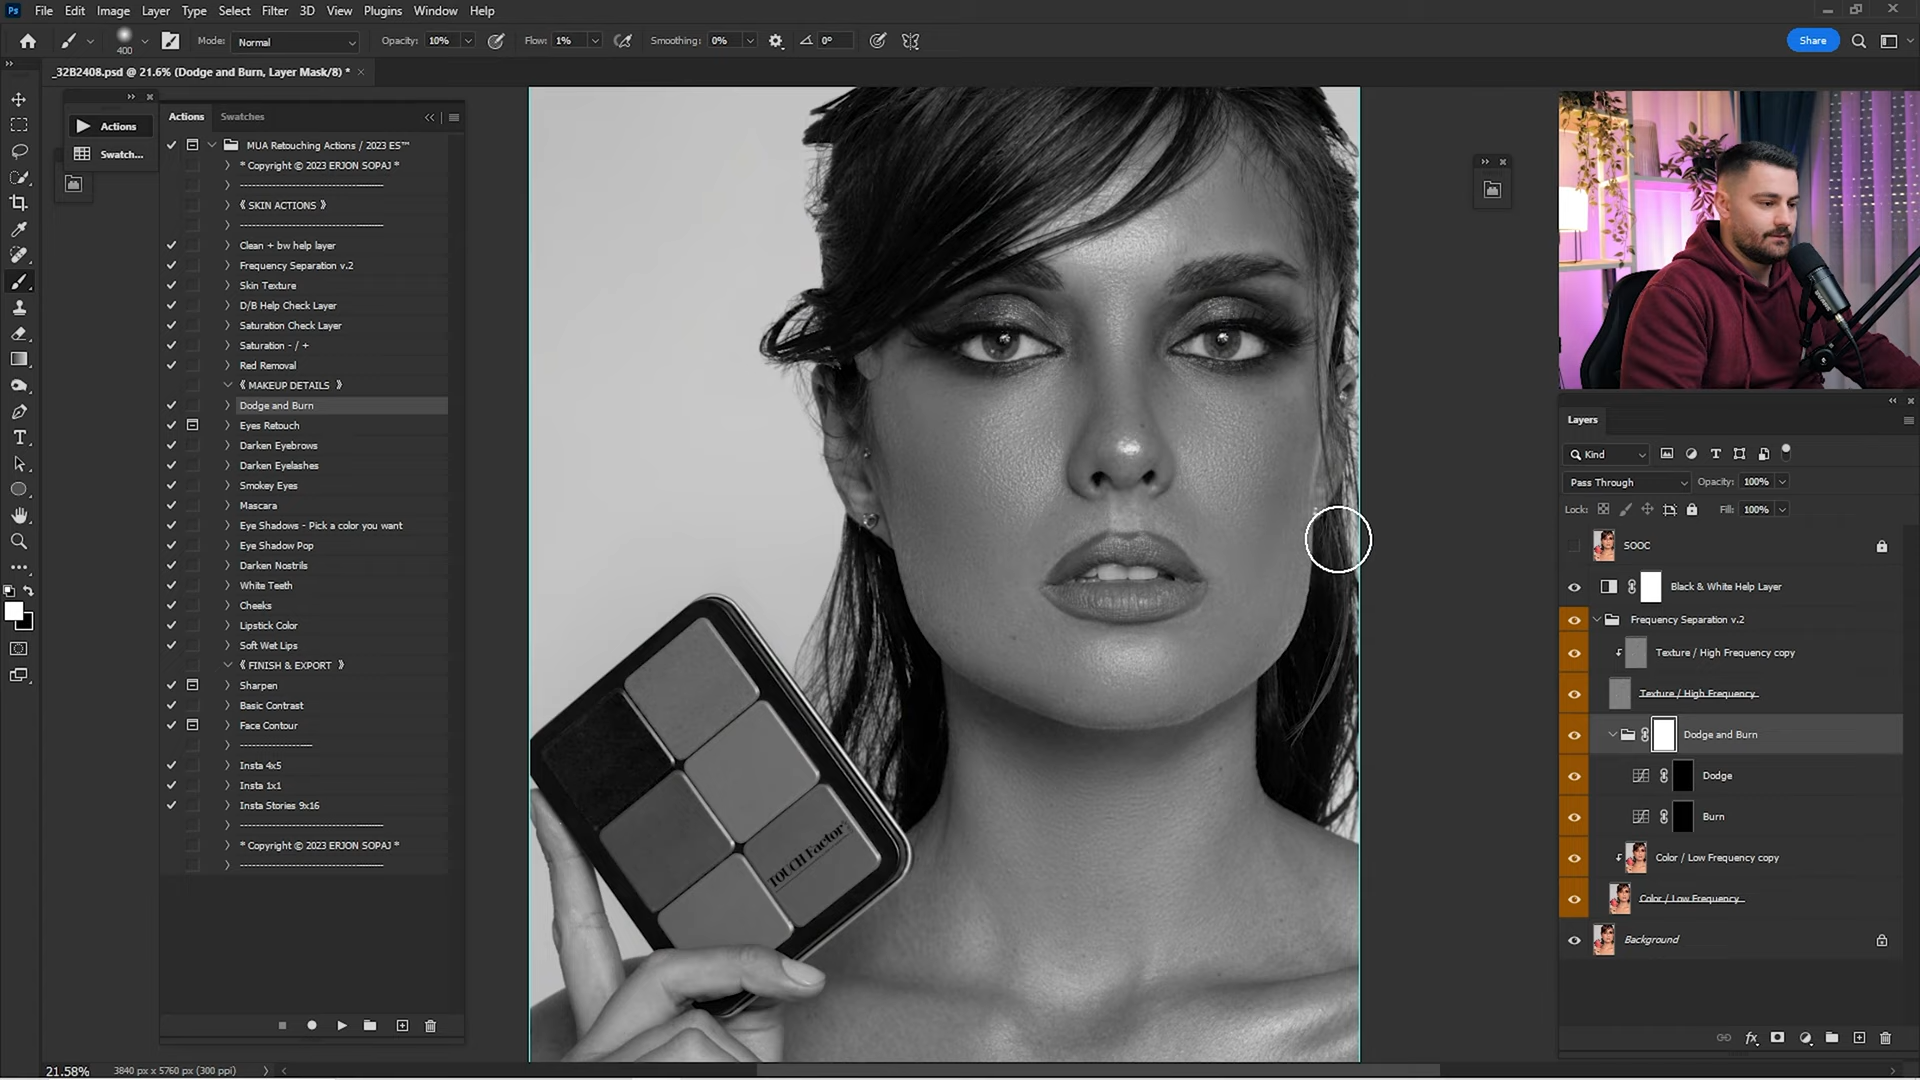 Ps File Edit Image Layer Type Select Filter 3D View Plugins Window Help
400 Mode: Normal Opacity: 10% Flow: 1% Smoothing: 0% 0° Share
_32B2408.psd @ 21.6% (Dodge and Burn, Layer Mask/8) *
Actions
Swatch...
Actions Swatches
MUA Retouching Actions / 2023 ES™
* Copyright © 2023 ERJON SOPAJ *
--------------------------------------
《 SKIN ACTIONS 》
--------------------------------------
Clean + bw help layer
Frequency Separation v.2
Skin Texture
D/B Help Check Layer
Saturation Check Layer
Saturation - / +
Red Removal
《 MAKEUP DETAILS 》
Dodge and Burn
Eyes Retouch
Darken Eyebrows
Darken Eyelashes
Smokey Eyes
Mascara
Eye Shadows - Pick a color you want
Eye Shadow Pop
Darken Nostrils
White Teeth
Cheeks
Lipstick Color
Soft Wet Lips
《 FINISH & EXPORT 》
Sharpen
Basic Contrast
Face Contour
-------------------
Insta 4x5
Insta 1x1
Insta Stories 9x16
--------------------------------------
* Copyright © 2023 ERJON SOPAJ *
--------------------------------------
TOUCH Factor
Layers
Kind
Pass Through Opacity: 100%
Lock: Fill: 100%
SOOC
Black & White Help Layer
Frequency Separation v.2
Texture / High Frequency copy
Texture / High Frequency
Dodge and Burn
Dodge
Burn
Color / Low Frequency copy
Color / Low Frequency
Background
fx
21.58% 3840 px x 5760 px (300 ppi)